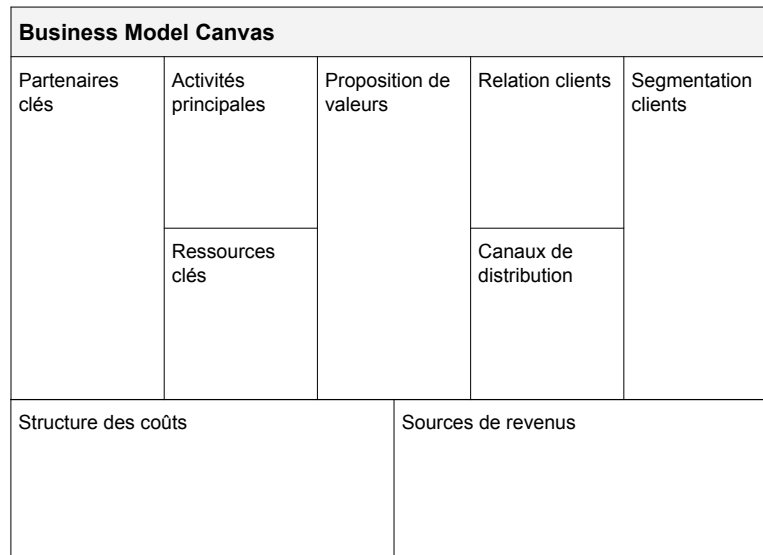 Business Model Canvas
Partenaires
clés
Activités
principales
Proposition de
valeurs
Relation clients
Segmentation
clients
Ressources
clés
Canaux de
distribution
Structure des coûts
Sources de revenus